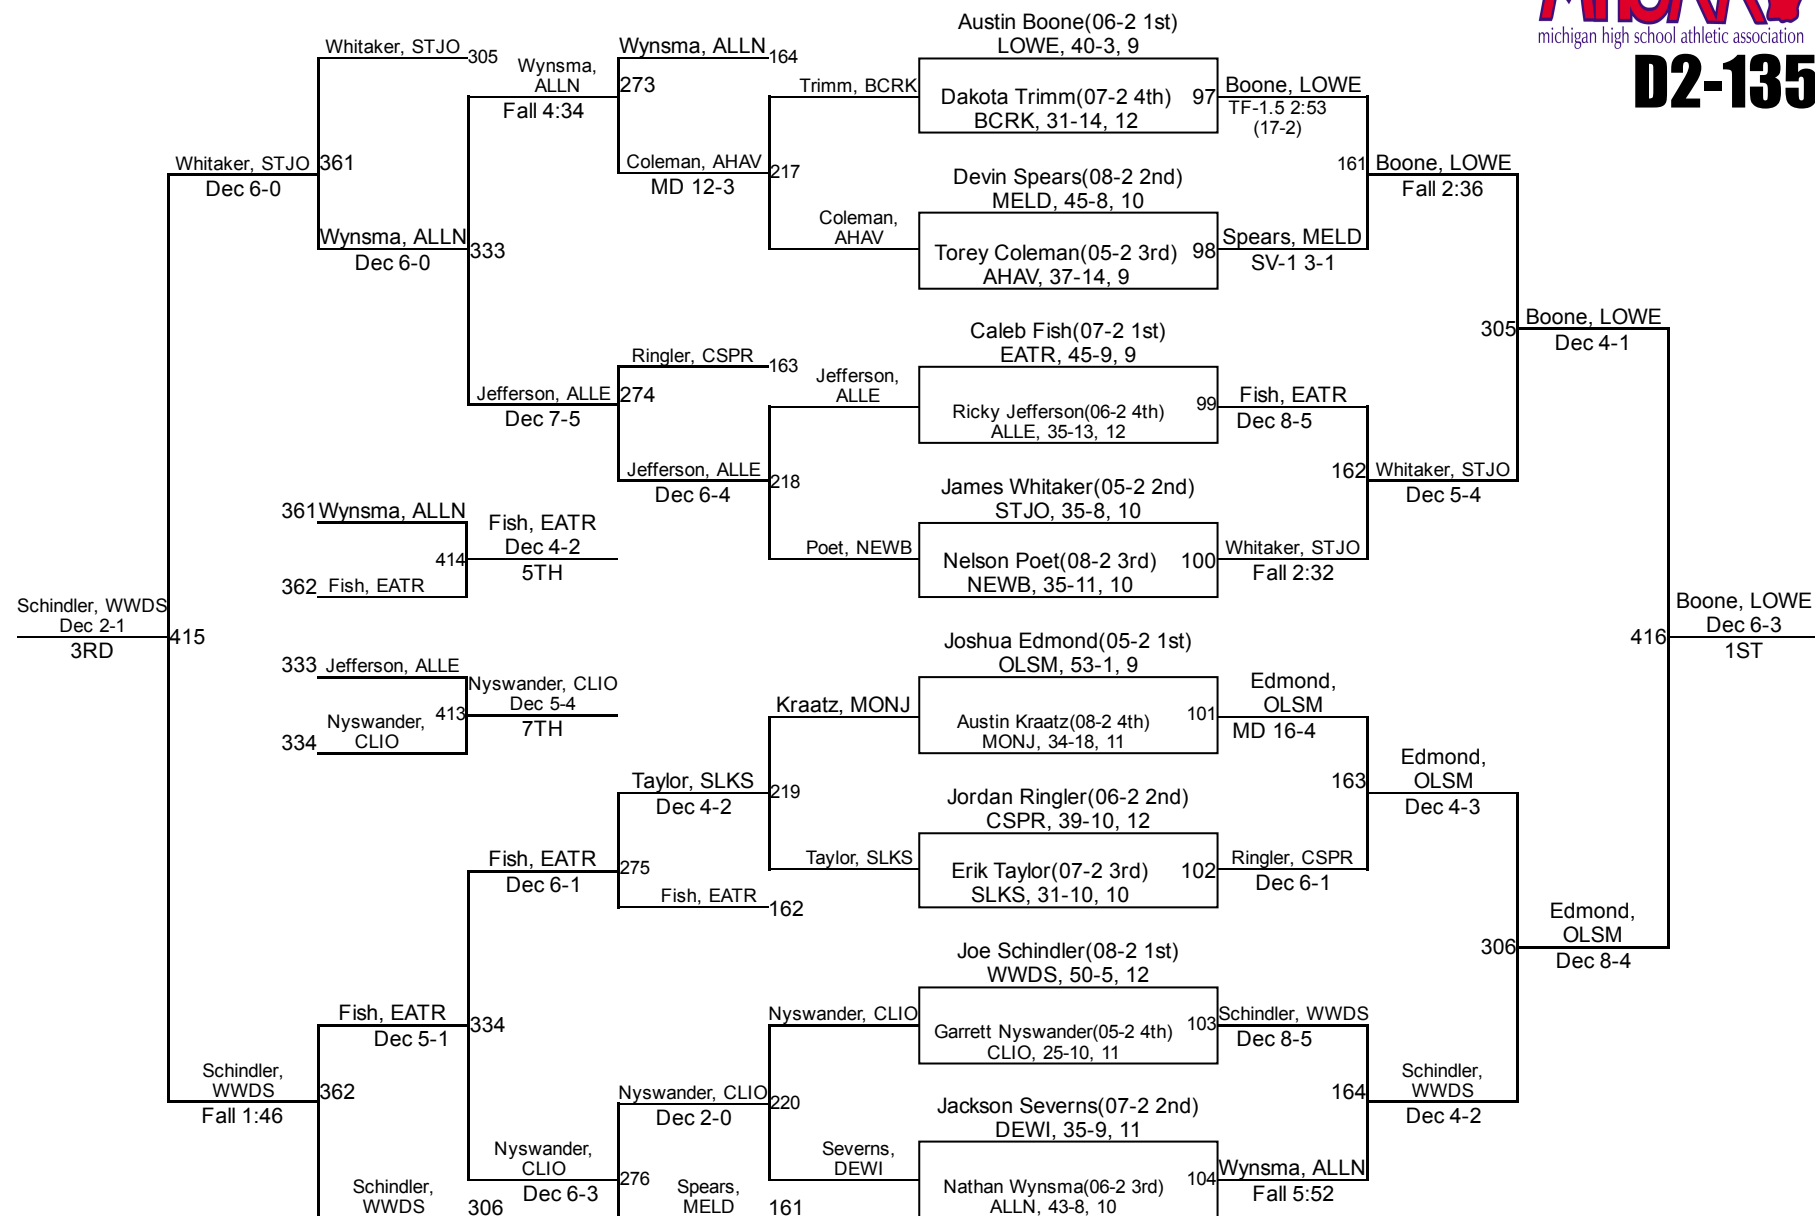 michigan high school athletic association
D2-135
Whitaker, STJO
305
Wynsma,
ALLN
Fall 4:34
Wynsma, ALLN
164
273
Trimm, BCRK
Coleman, AHAV
MD 12-3
217
Coleman,
AHAV
Austin Boone(06-2 1st)
LOWE, 40-3, 9
Dakota Trimm(07-2 4th)
BCRK, 31-14, 12
97
Boone, LOWE
TF-1.5 2:53
(17-2)
Devin Spears(08-2 2nd)
MELD, 45-8, 10
Torey Coleman(05-2 3rd)
AHAV, 37-14, 9
98
Spears, MELD
SV-1 3-1
161
Boone, LOWE
Fall 2:36
Whitaker, STJO
Dec 6-0
361
Wynsma, ALLN
Dec 6-0
333
Ringler, CSPR
163
Jefferson, ALLE
Dec 7-5
274
Jefferson,
ALLE
Jefferson, ALLE
Dec 6-4
218
Poet, NEWB
Caleb Fish(07-2 1st)
EATR, 45-9, 9
Ricky Jefferson(06-2 4th)
ALLE, 35-13, 12
99
Fish, EATR
Dec 8-5
James Whitaker(05-2 2nd)
STJO, 35-8, 10
Nelson Poet(08-2 3rd)
NEWB, 35-11, 10
100
Whitaker, STJO
Fall 2:32
162
Whitaker, STJO
Dec 5-4
305
Boone, LOWE
Dec 4-1
361
Wynsma, ALLN
414
362
Fish, EATR
Fish, EATR
Dec 4-2
5TH
Schindler, WWDS
Dec 2-1
3RD
415
333
Jefferson, ALLE
413
334
Nyswander,
CLIO
Nyswander, CLIO
Dec 5-4
7TH
416
Boone, LOWE
Dec 6-3
1ST
Kraatz, MONJ
Taylor, SLKS
Dec 4-2
219
Taylor, SLKS
Joshua Edmond(05-2 1st)
OLSM, 53-1, 9
Austin Kraatz(08-2 4th)
MONJ, 34-18, 11
101
Edmond,
OLSM
MD 16-4
Jordan Ringler(06-2 2nd)
CSPR, 39-10, 12
Erik Taylor(07-2 3rd)
SLKS, 31-10, 10
102
Ringler, CSPR
Dec 6-1
163
Edmond,
OLSM
Dec 4-3
Fish, EATR
Dec 6-1
275
Fish, EATR
162
306
Edmond,
OLSM
Dec 8-4
Fish, EATR
Dec 5-1
334
Nyswander, CLIO
Joe Schindler(08-2 1st)
WWDS, 50-5, 12
Garrett Nyswander(05-2 4th)
CLIO, 25-10, 11
103
Schindler, WWDS
Dec 8-5
Schindler,
WWDS
Fall 1:46
362
Nyswander, CLIO
Dec 2-0
220
Severns,
DEWI
Jackson Severns(07-2 2nd)
DEWI, 35-9, 11
Nathan Wynsma(06-2 3rd)
ALLN, 43-8, 10
104
Wynsma, ALLN
Fall 5:52
164
Schindler,
WWDS
Dec 4-2
Schindler,
WWDS
306
Nyswander,
CLIO
Dec 6-3
276
Spears,
MELD
161